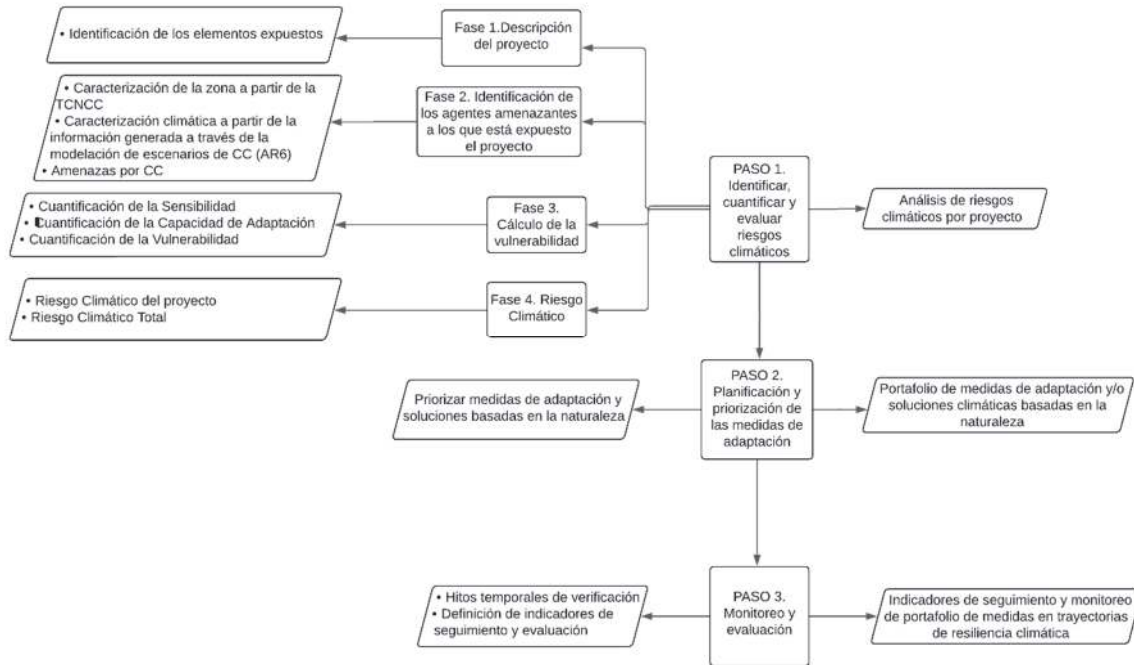 • Identificación de los elementos expuestos
Fase 1.Descripción
del proyecto
• Caracterización de la zona a partir de la
TCNCC
• Caracterización climática a partir de la
información generada a través de la
modelación de escenarios de CC (AR6)
• Amenazas por CC
Fase 2. Identificación de
los agentes amenazantes
a los que está expuesto
el proyecto
• Cuantificación de la Sensibilidad
• Cuantificación de la Capacidad de Adaptación
• Cuantificación de la Vulnerabilidad
Fase 3.
Cálculo de la
vulnerabilidad
• Riesgo Climático del proyecto
• Riesgo Climático Total
Fase 4. Riesgo
Climático
PASO 1.
Identificar,
cuantificar y
evaluar
riesgos
climáticos
Análisis de riesgos
climáticos por proyecto
Priorizar medidas de adaptación y
soluciones basadas en la naturaleza
PASO 2.
Planificación y
priorización de
las medidas de
adaptación
Portafolio de medidas de adaptación y/o
soluciones climáticas basadas en la
naturaleza
• Hitos temporales de verificación
• Definición de indicadores de
seguimiento y evaluación
PASO 3.
Monitoreo y
evaluación
Indicadores de seguimiento y monitoreo
de portafolio de medidas en trayectorias
de resiliencia climática